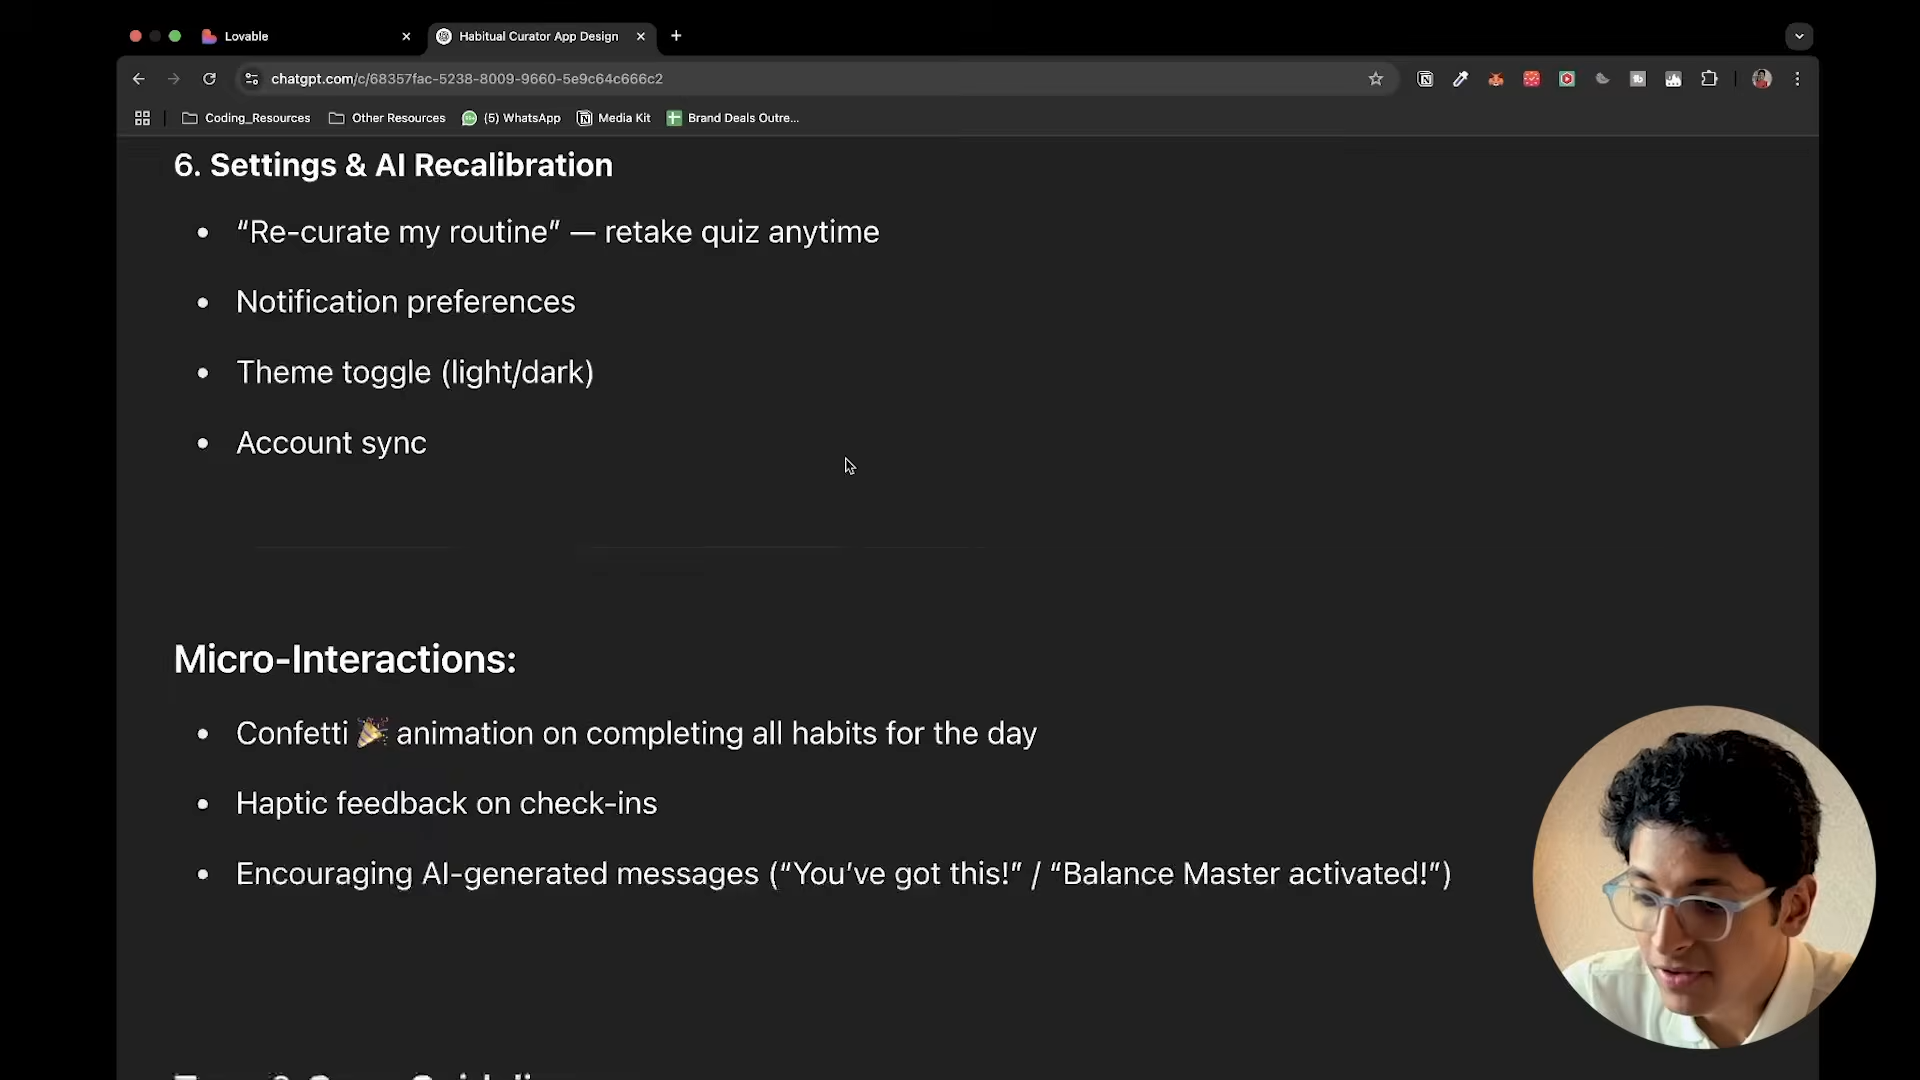 Lovable
Habitual Curator App Design
chatgpt.com/c/68357fac-5238-8009-9660-5e9c64c666c2
Coding_Resources
Other Resources
(5) WhatsApp
Media Kit
Brand Deals Outre...
6. Settings & AI Recalibration
• “Re-curate my routine” — retake quiz anytime
• Notification preferences
• Theme toggle (light/dark)
• Account sync
Micro-Interactions:
• Confetti 🎉 animation on completing all habits for the day
• Haptic feedback on check-ins
• Encouraging AI-generated messages (“You’ve got this!” / “Balance Master activated!”)